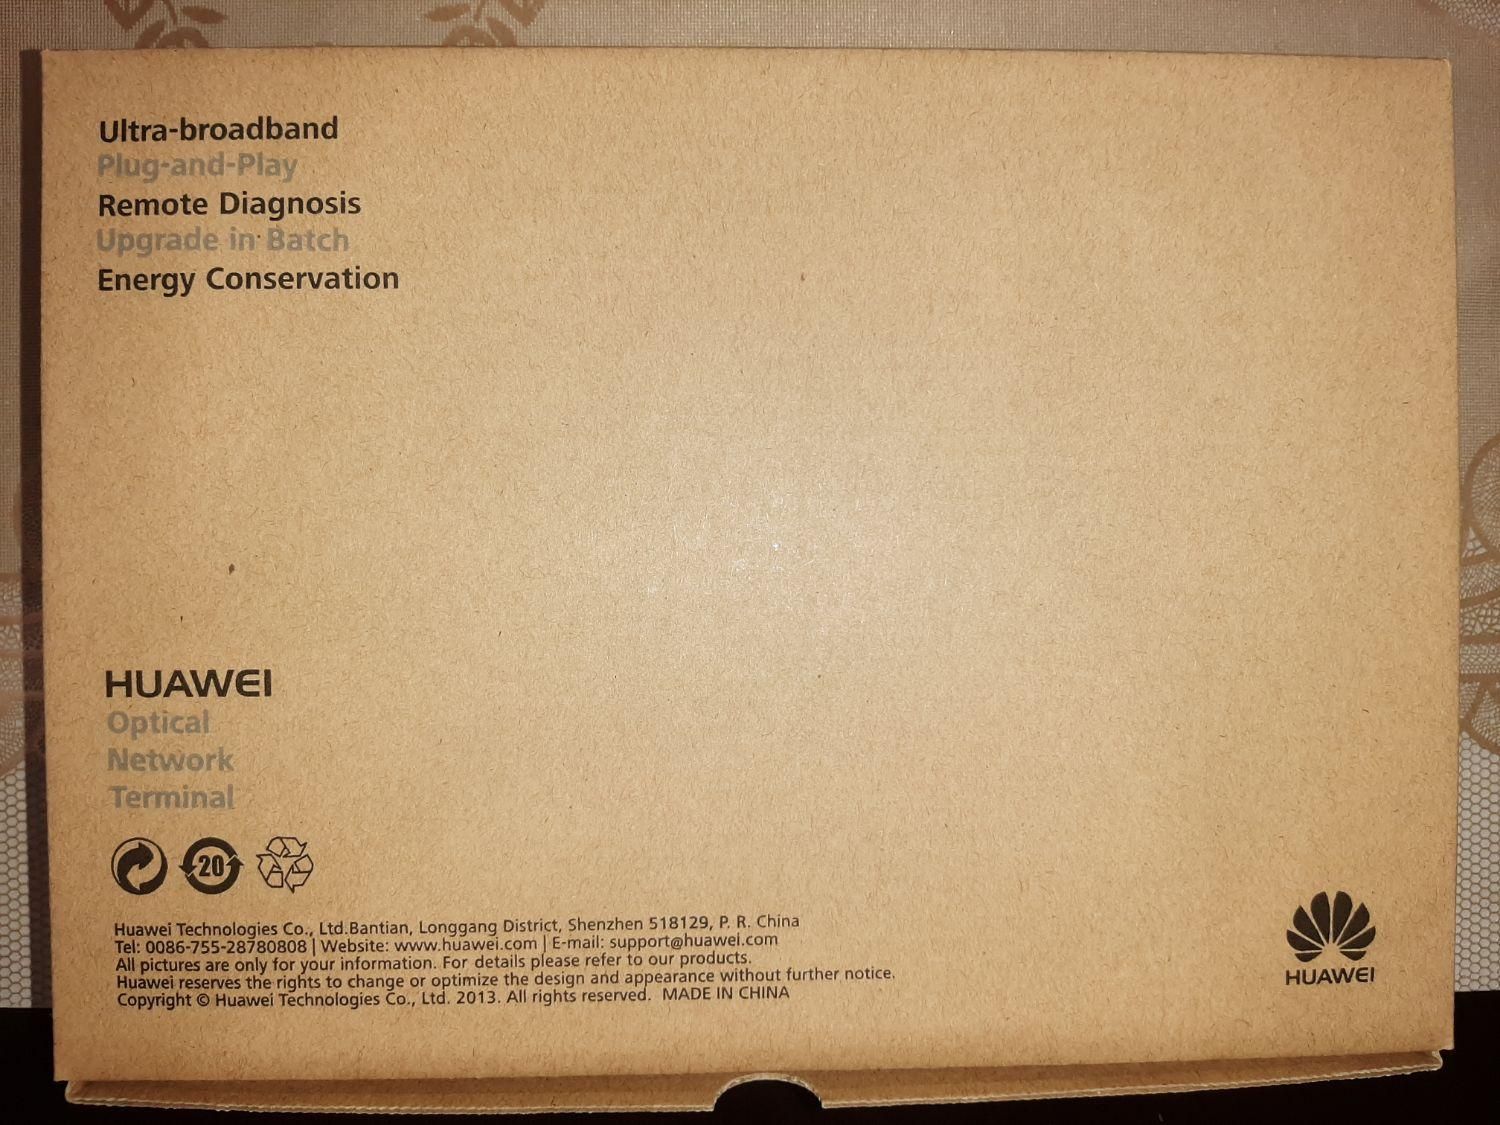 Ultra-broadband
Plug-and-Play
Remote Diagnosis
Upgrade in Batch
Energy Conservation
HUAWEI
Optical
Network
Terminal
20
Huawei Technologies Co., Ltd.Bantian, Longgang District, Shenzhen 518129, P. R. China
Tel: 0086-755-28780808 | Website: www.huawei.com | E-mail: support@huawei.com
All pictures are only for your information. For details please refer to our products.
Huawei reserves the rights to change or optimize the design and appearance without further notice.
Copyright © Huawei Technologies Co., Ltd. 2013. All rights reserved. MADE IN CHINA
HUAWEI